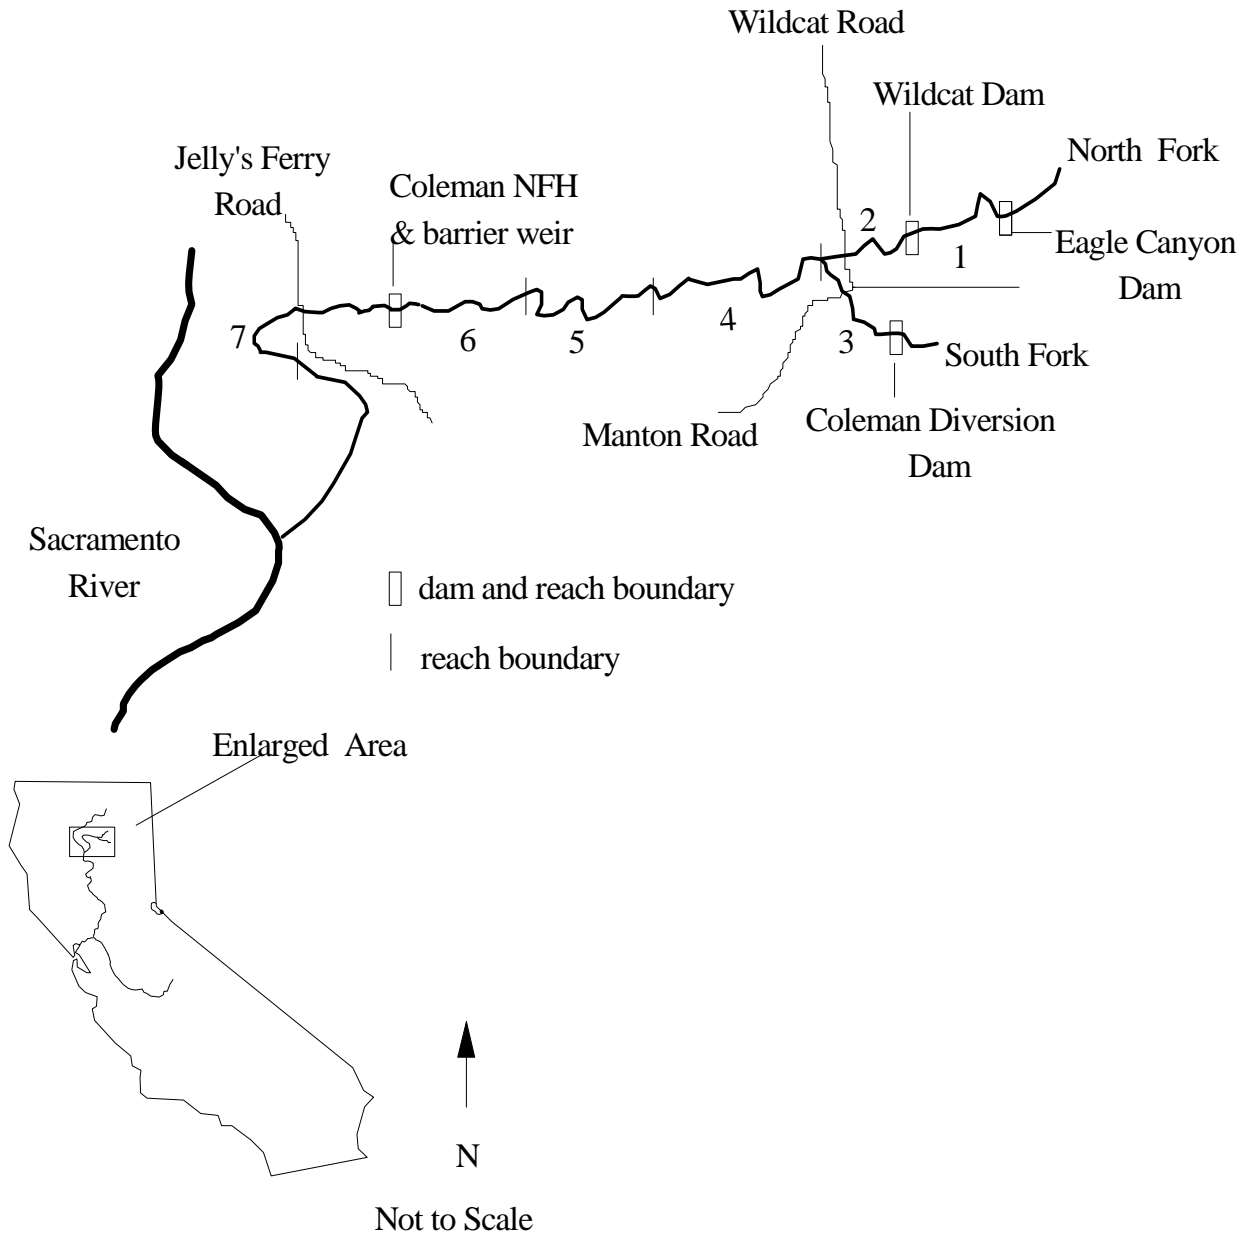 Wildcat Road
Wildcat Dam
North Fork
Jelly's Ferry
Road
Coleman NFH
& barrier weir
2
1
Eagle Canyon
Dam
7
6
5
4
3
South Fork
Manton Road
Coleman Diversion
Dam
Sacramento
River
dam and reach boundary
reach boundary
Enlarged Area
N
Not to Scale